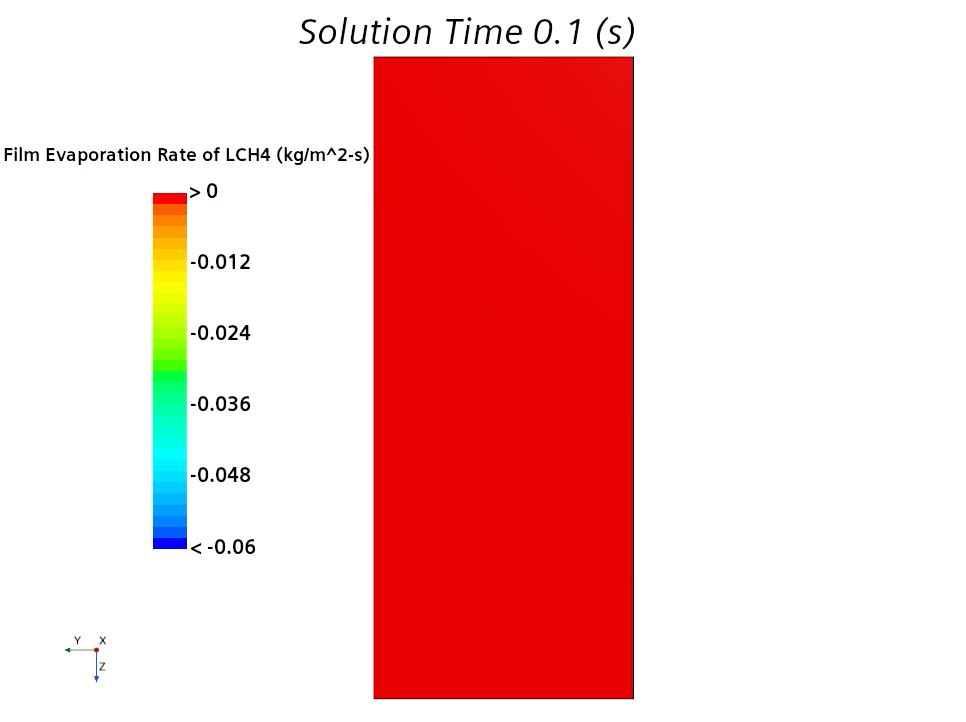 Solution Time 0.1 (s)
Film Evaporation Rate of LCH4 (kg/m^2-s)
> 0
-0.012
-0.024
-0.036
-0.048
< -0.06
Y X
Z